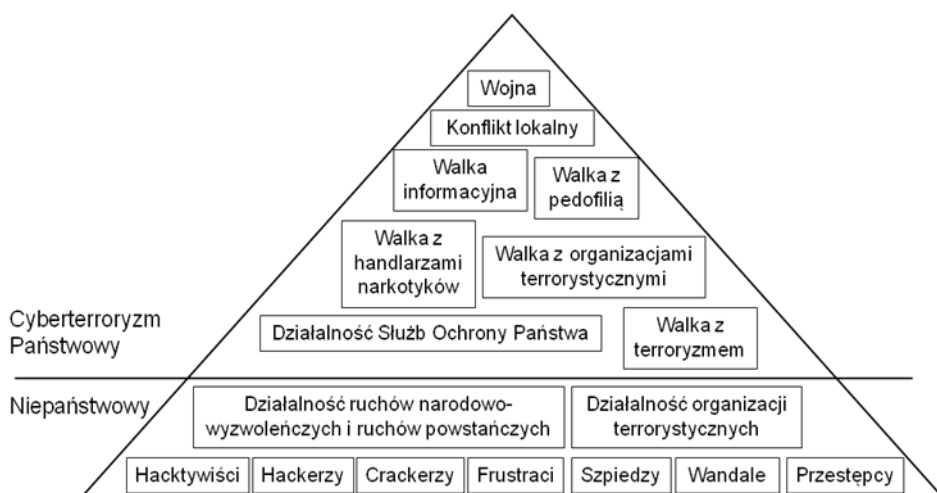 Wojna
Konflikt lokalny
Walka
informacyjna
Walka z
pedofilią
Walka z
handlarzami
narkotyków
Walka z organizacjami
terrorystycznymi
Cyberterroryzm
Państwowy
Działalność Służb Ochrony Państwa
Walka z
terroryzmem
Niepaństwowy
Działalność ruchów narodowo-
wyzwoleńczych i ruchów powstańczych
Działalność organizacji
terrorystycznych
Hacktywiści
Hackerzy
Crackerzy
Frustraci
Szpiedzy
Wandale
Przestępcy